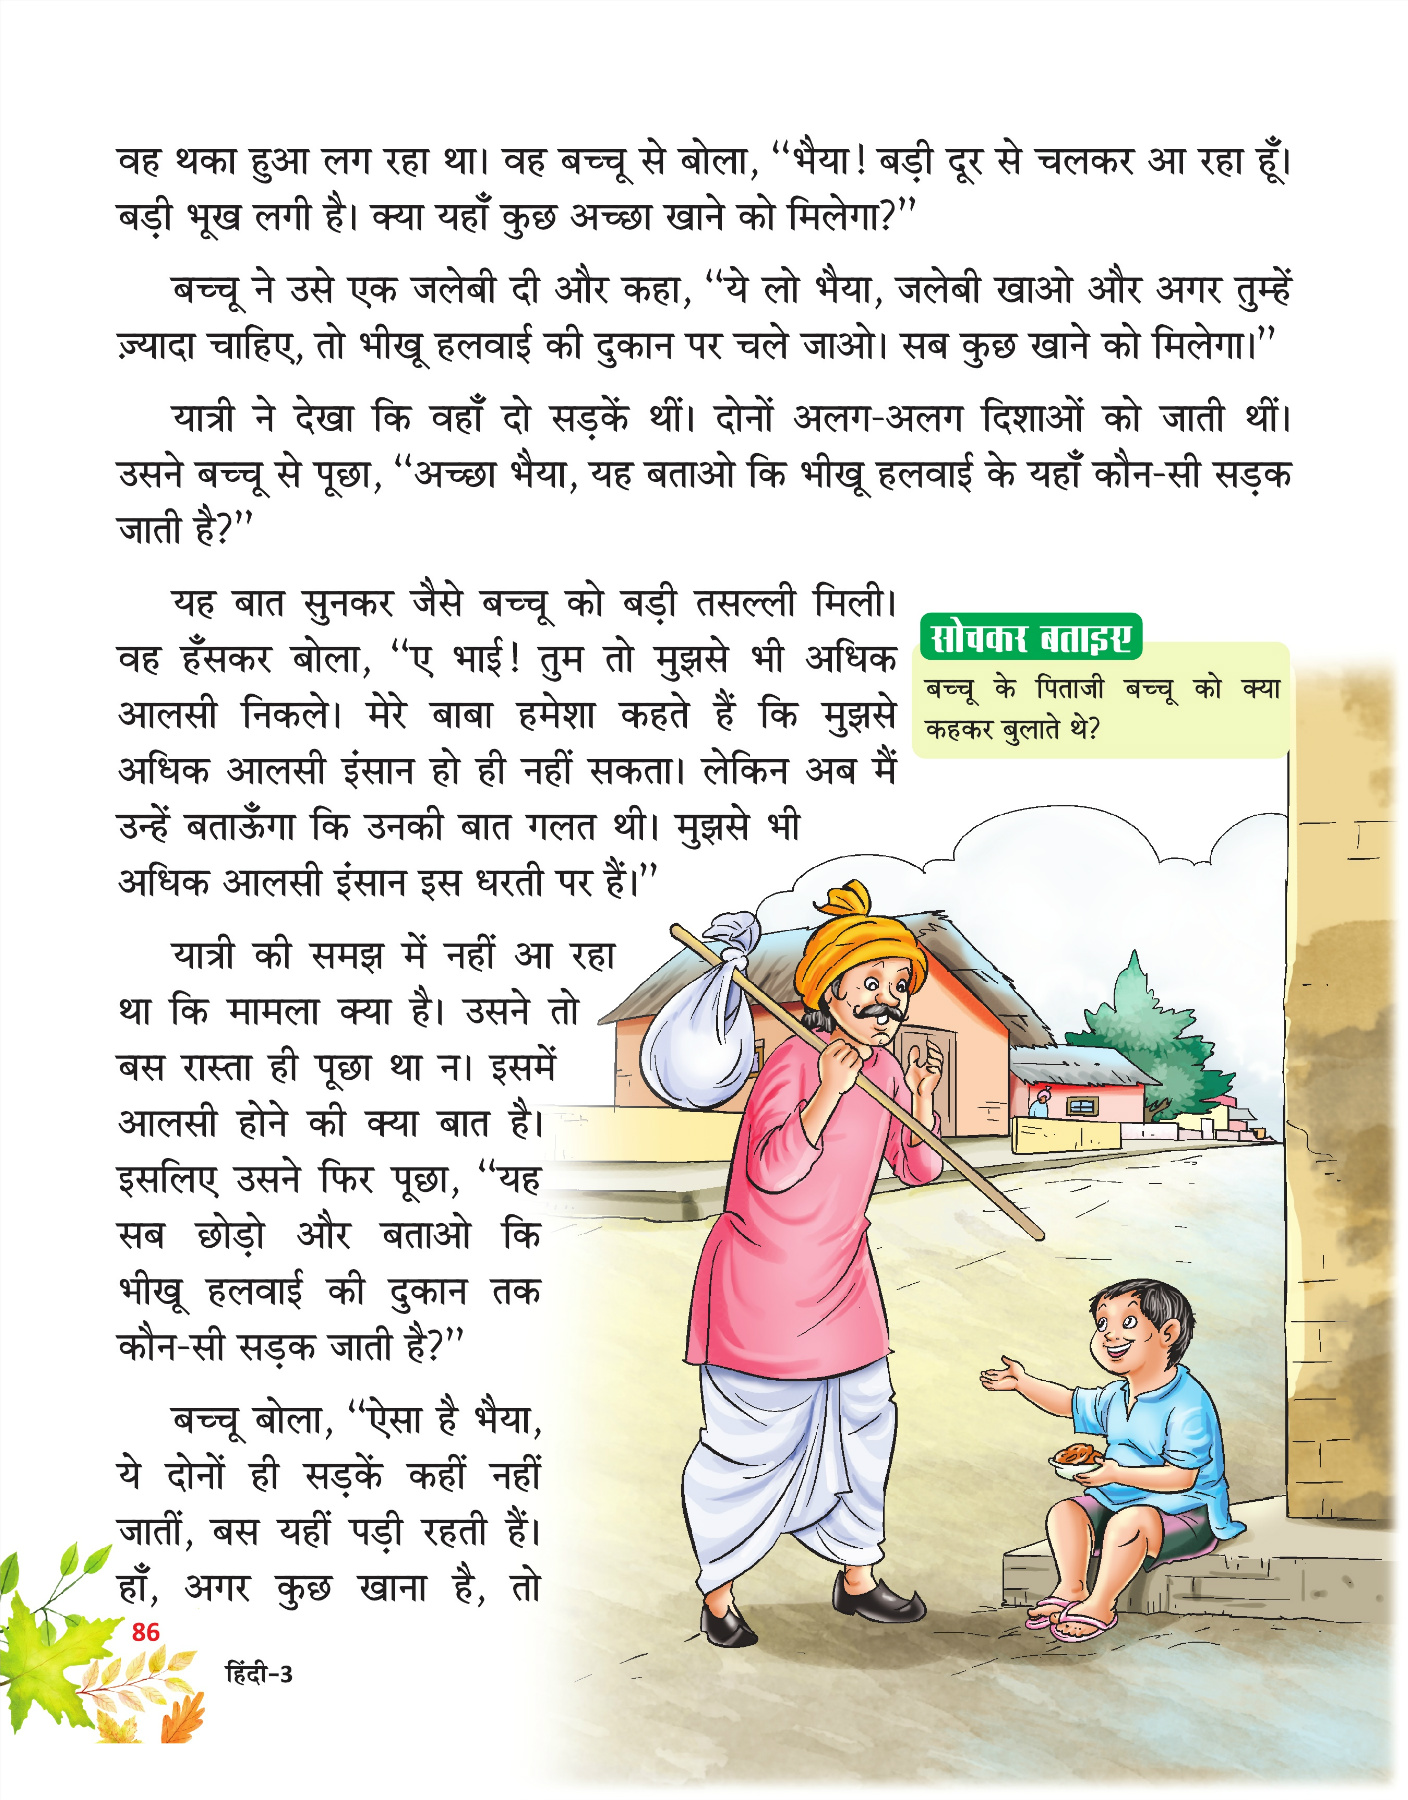 वह थका हुआ लग रहा था। वह बच्चू से बोला, “भैया! बड़ी दूर से चलकर आ रहा हूँ।
बड़ी भूख लगी है। क्या यहाँ कुछ अच्छा खाने को मिलेगा?”
बच्चू ने उसे एक जलेबी दी और कहा, “ये लो भैया, जलेबी खाओ और अगर तुम्हें
ज़्यादा चाहिए, तो भीखू हलवाई की दुकान पर चले जाओ। सब कुछ खाने को मिलेगा।”
यात्री ने देखा कि वहाँ दो सड़कें थीं। दोनों अलग-अलग दिशाओं को जाती थीं।
उसने बच्चू से पूछा, “अच्छा भैया, यह बताओ कि भीखू हलवाई के यहाँ कौन-सी सड़क
जाती है?”
यह बात सुनकर जैसे बच्चू को बड़ी तसल्ली मिली।
वह हँसकर बोला, “ए भाई! तुम तो मुझसे भी अधिक
आलसी निकले। मेरे बाबा हमेशा कहते हैं कि मुझसे
अधिक आलसी इंसान हो ही नहीं सकता। लेकिन अब मैं
उन्हें बताऊँगा कि उनकी बात गलत थी। मुझसे भी
अधिक आलसी इंसान इस धरती पर हैं।”
सोचकर बताइए
बच्चू के पिताजी बच्चू को क्या
कहकर बुलाते थे?
यात्री की समझ में नहीं आ रहा
था कि मामला क्या है। उसने तो
बस रास्ता ही पूछा था न। इसमें
आलसी होने की क्या बात है।
इसलिए उसने फिर पूछा, “यह
सब छोड़ो और बताओ कि
भीखू हलवाई की दुकान तक
कौन-सी सड़क जाती है?”
बच्चू बोला, “ऐसा है भैया,
ये दोनों ही सड़कें कहीं नहीं
जातीं, बस यहीं पड़ी रहती हैं।
हाँ, अगर कुछ खाना है, तो
86
हिंदी-3